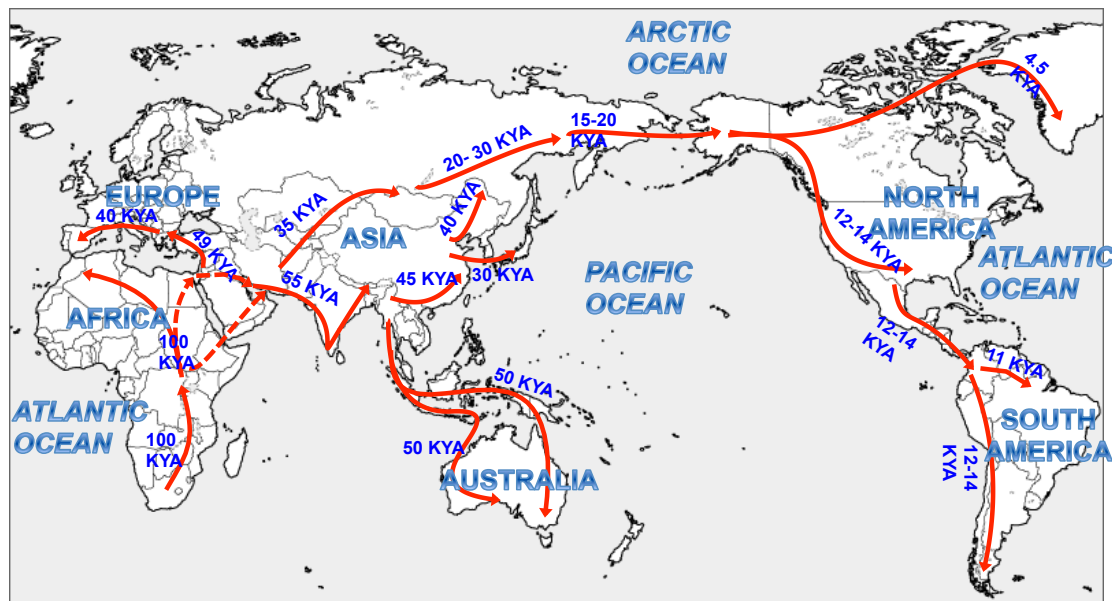 ARCTIC
OCEAN
4.5
KYA
15-20
KYA
20- 30 KYA
EUROPE
40 KYA
49
KYA
35 KYA
ASIA
40 KYA
NORTH
AMERICA
12-14 KYA
55 KYA
45 KYA
30 KYA
PACIFIC
OCEAN
ATLANTIC
OCEAN
AFRICA
100
KYA
12-14
KYA
11 KYA
50 KYA
ATLANTIC
OCEAN
100
KYA
50 KYA
AUSTRALIA
SOUTH
AMERICA
12-14
KYA